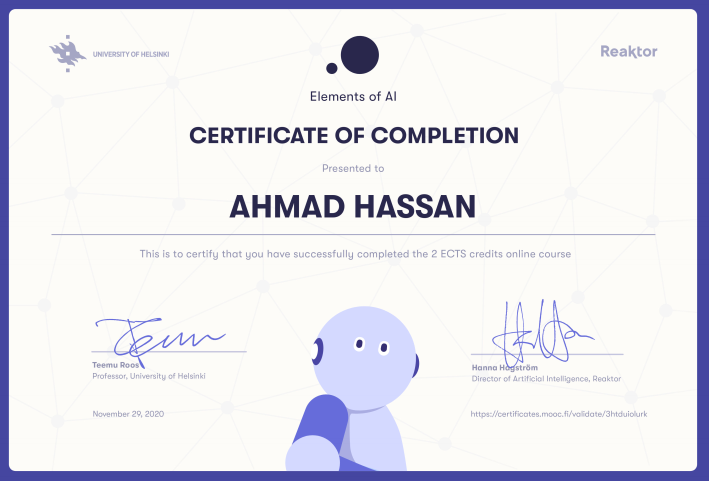 UNIVERSITY OF HELSINKI
Reaktor
Elements of AI
CERTIFICATE OF COMPLETION
Presented to
AHMAD HASSAN
This is to certify that you have successfully completed the 2 ECTS credits online course
Teemu Roos
Professor, University of Helsinki
Hanna Hagström
Director of Artificial Intelligence, Reaktor
November 29, 2020
https://certificates.mooc.fi/validate/3htduiolurk